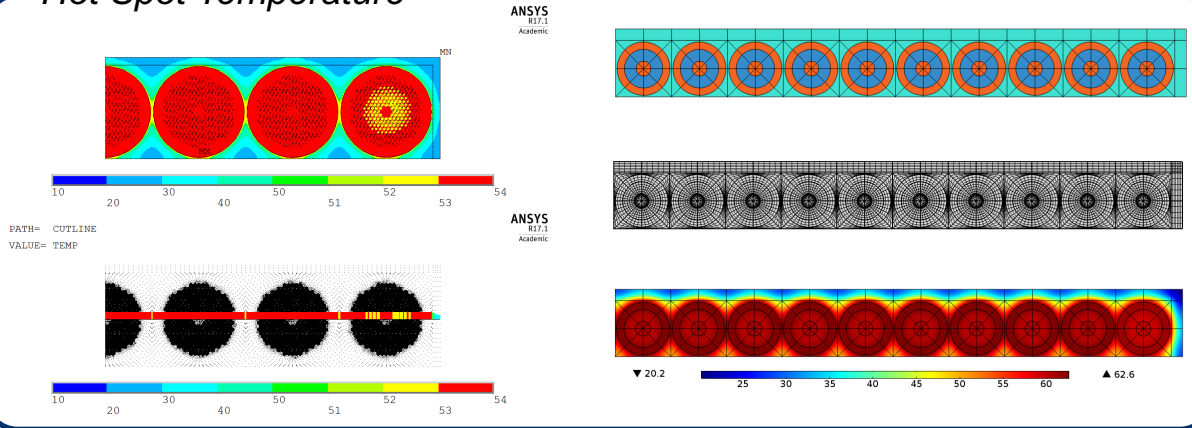 Hot Spot Temperature
ANSYS
R17.1
Academic
MN
MX
10 20 30 40 50 51 52 53 54
PATH= CUTLINE
VALUE= TEMP
ANSYS
R17.1
Academic
10 20 30 40 50 51 52 53 54
▼ 20.2
25 30 35 40 45 50 55 60
▲ 62.6